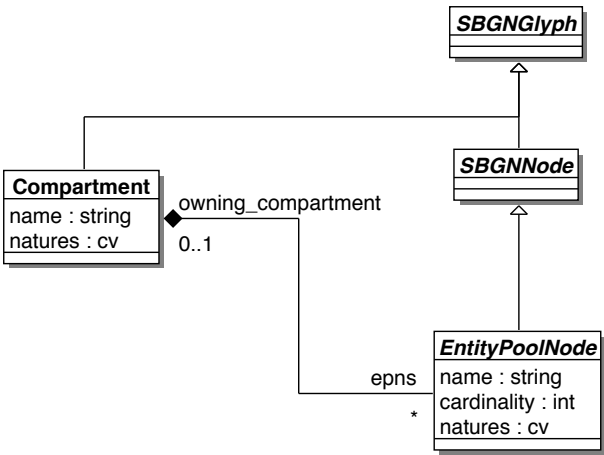 SBGNGlyph
SBGNNode
Compartment
name : string
natures : cv
owning_compartment
0..1
EntityPoolNode
name : string
cardinality : int
natures : cv
epns
*